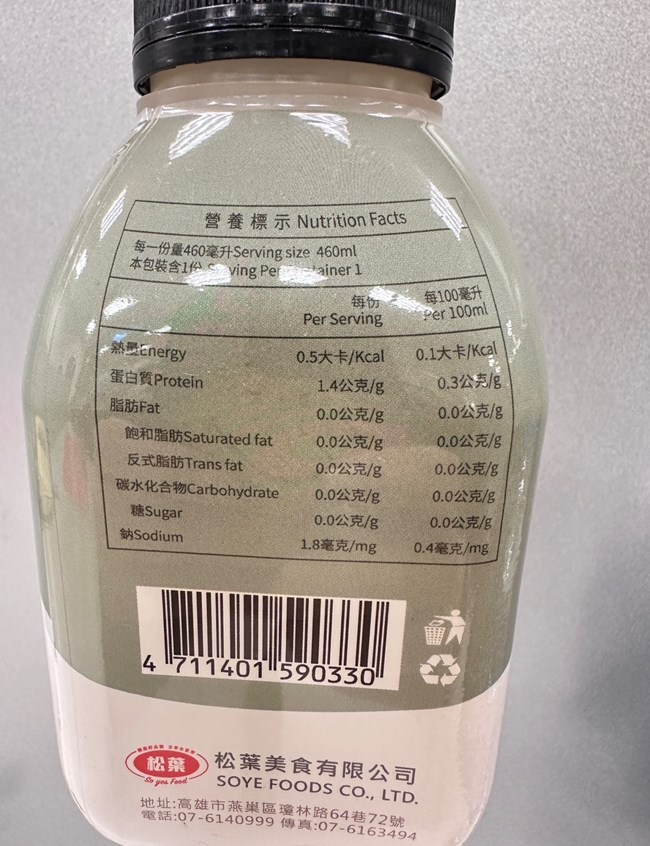 營養標示 Nutrition Facts
每一份量460毫升Serving size 460ml
本包裝含1份 Per 1
每份 每100毫升
Per Serving Per 100ml
熱量Energy 0.5大卡/Kcal 0.1大卡/Kcal
蛋白質Protein 1.4公克/g 0.3公克/g
脂肪Fat 0.0公克/g 0.0公克/g
飽和脂肪Saturated fat 0.0公克/g 0.0公克/g
反式脂肪Trans fat 0.0公克/g 0.0公克/g
碳水化合物Carbohydrate 0.0公克/g 0.0公克/g
糖Sugar 0.0公克/g 0.0公克/g
鈉Sodium 1.8毫克/mg 0.4毫克/mg
4 711401 590330
松葉
So yes Food
松葉美食有限公司
SOYE FOODS CO., LTD.
地址:高雄市燕巢區瓊林路64巷72號
電話:07-6140999 傳真:07-6163494